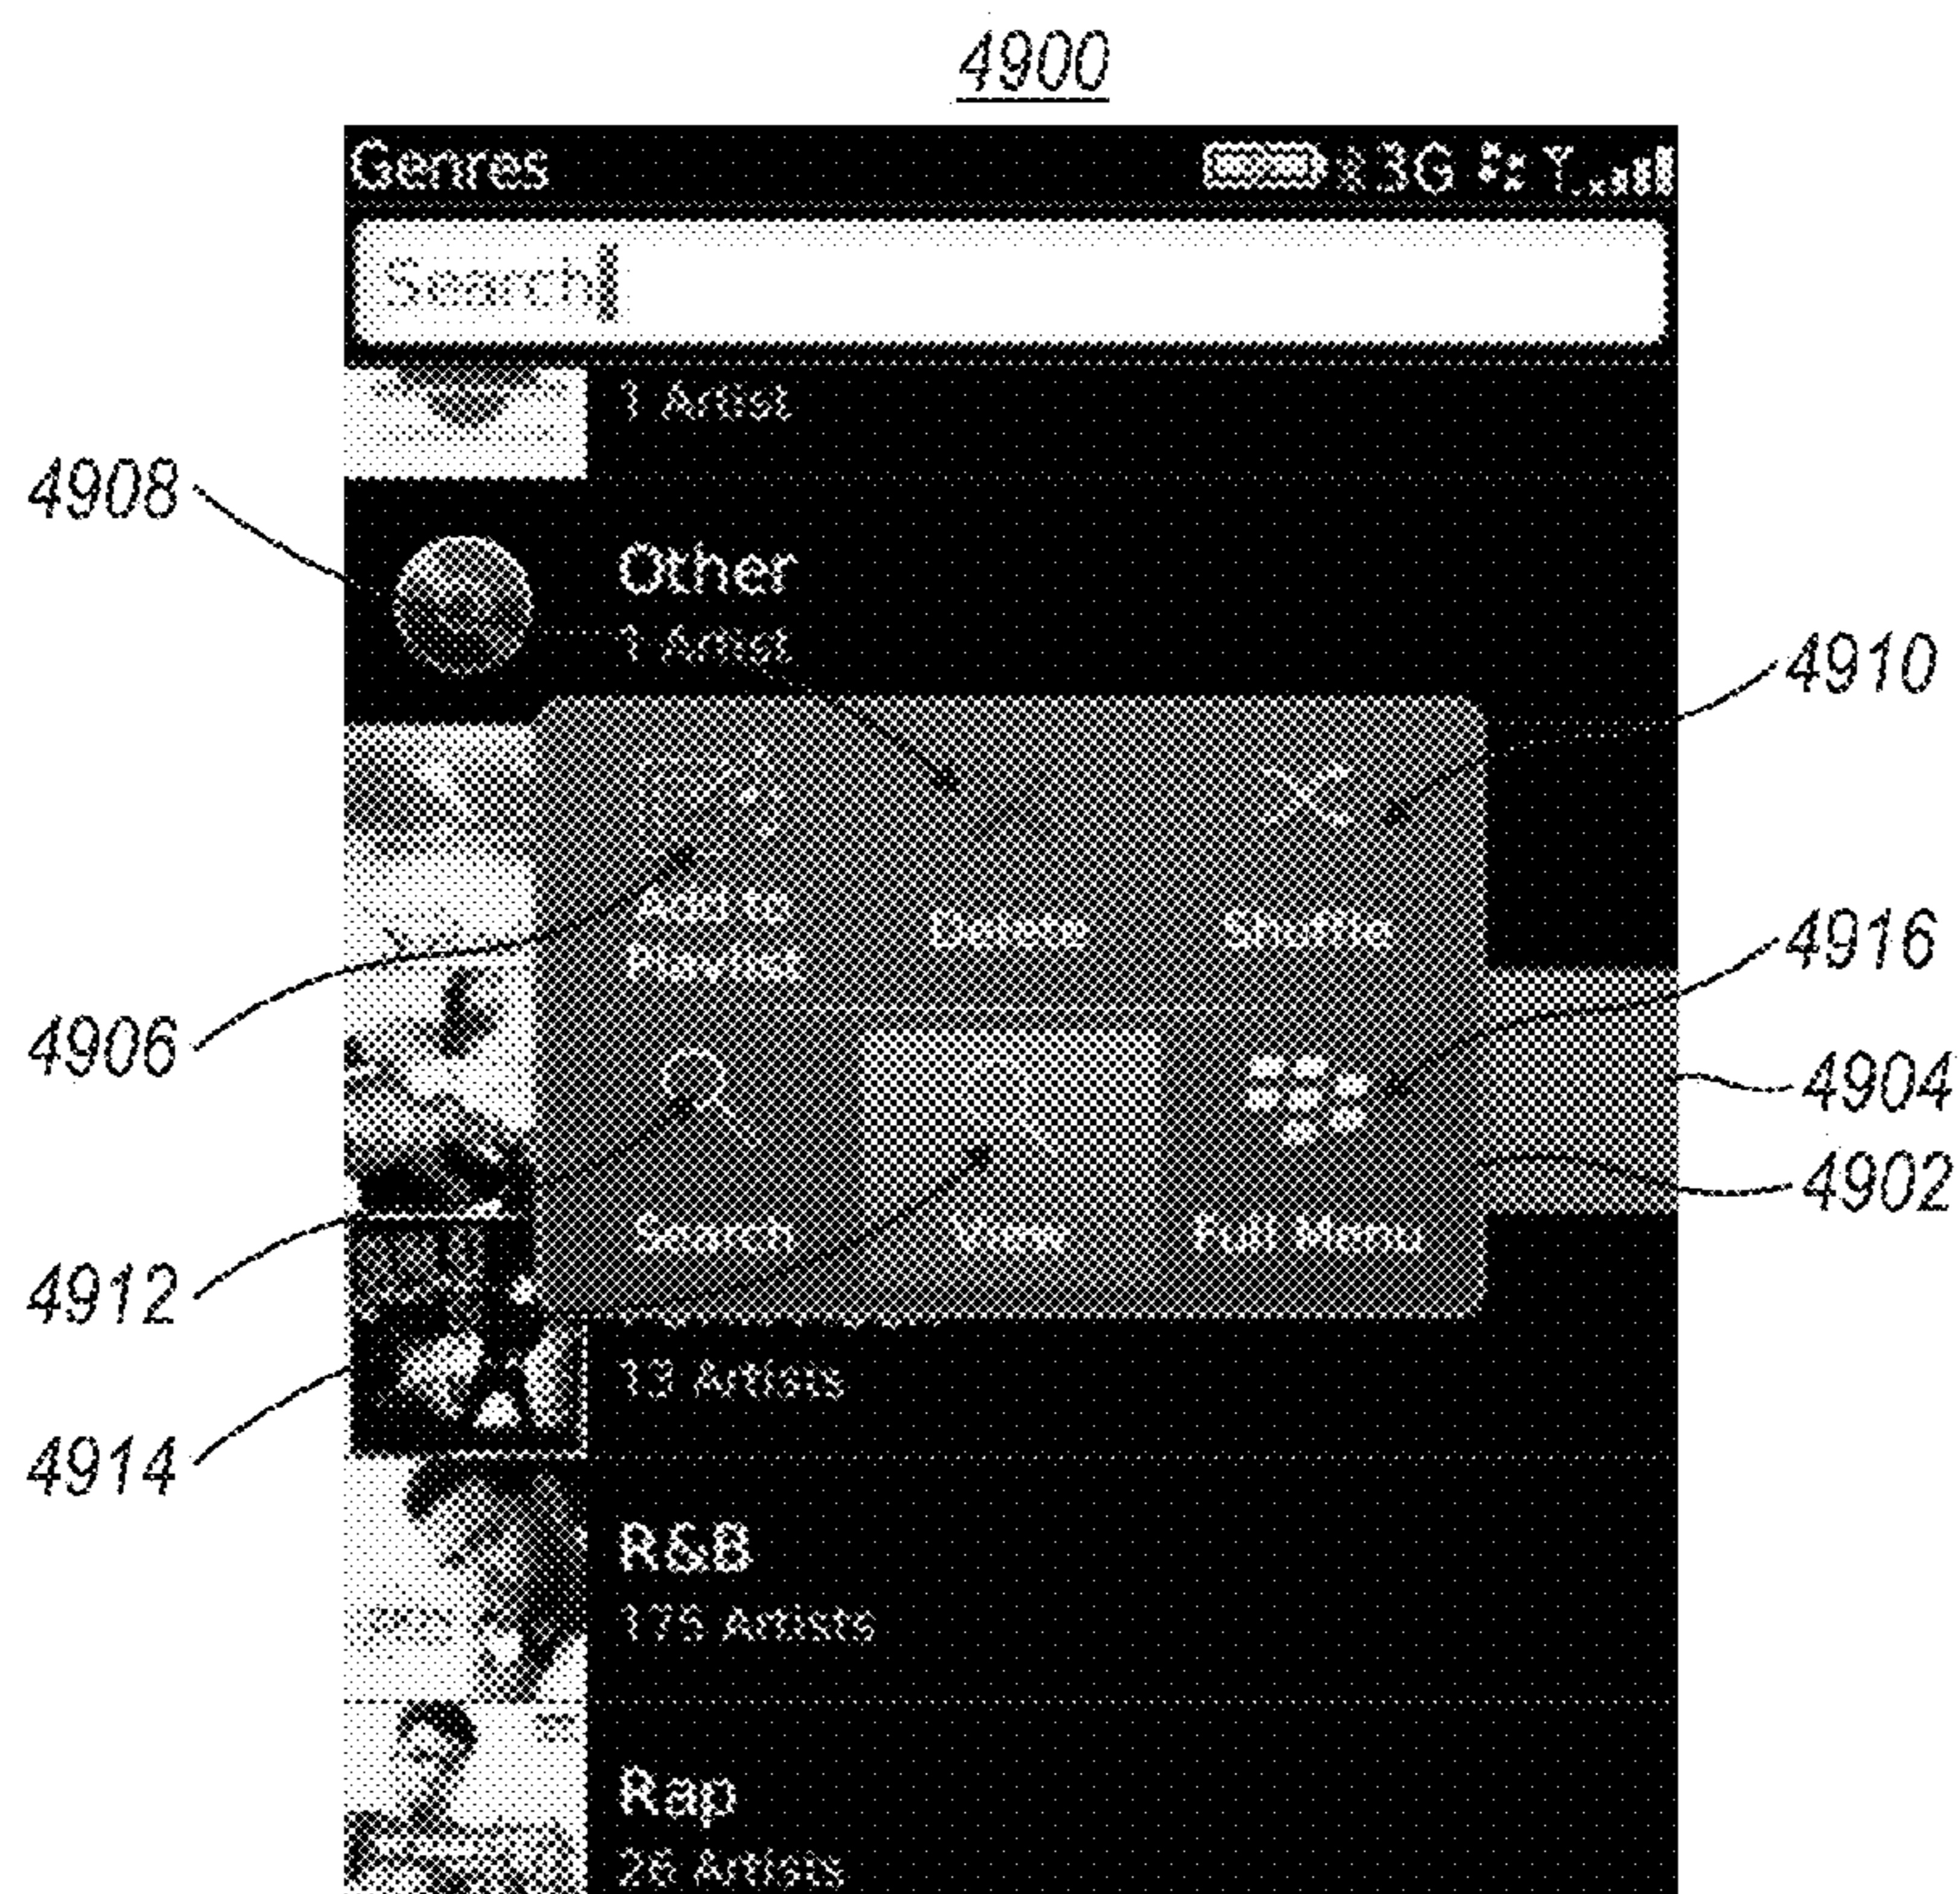 4900
Genres 3G
Search
1 Artist
4908
Other
1 Artist
4910
Add to
Playlist
Delete
Shuffle
4916
4906
4904
4902
Search
View
Full Menu
4912
13 Artists
4914
R&B
175 Artists
Rap
26 Artists